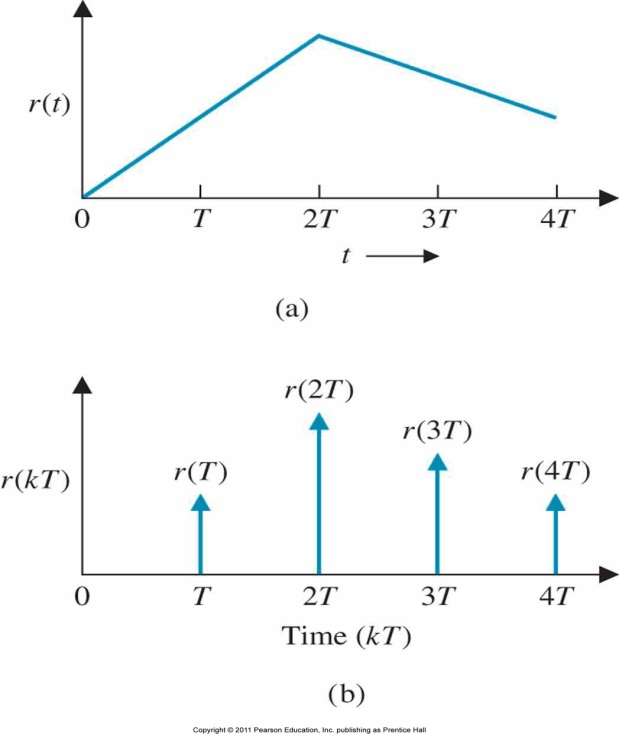 r(t)
0 T 2T 3T 4T
t
(a)
r(2T)
r(3T)
r(T) r(4T)
r(kT)
0 T 2T 3T 4T
Time (kT)
(b)
Copyright © 2011 Pearson Education, Inc. publishing as Prentice Hall